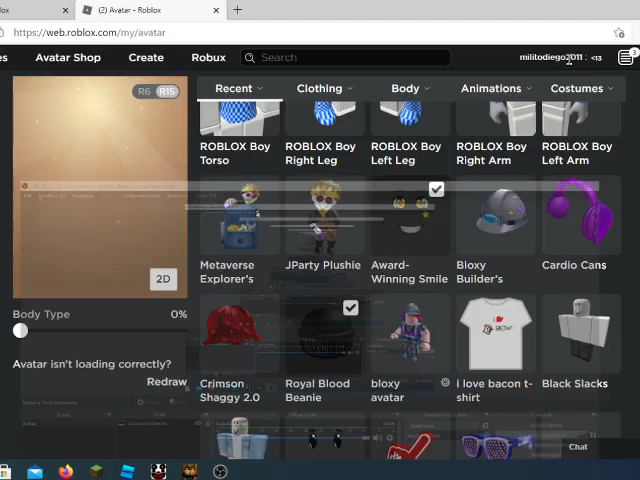 (2) Avatar - Roblox
https://web.roblox.com/my/avatar
Avatar Shop Create Robux Search militodiego2011 : <13 3
R6 R15
Recent Clothing Body Animations Costumes
ROBLOX Boy Torso
ROBLOX Boy Right Leg
ROBLOX Boy Left Leg
ROBLOX Boy Right Arm
ROBLOX Boy Left Arm
Metaverse Explorer's
JParty Plushie
Award-Winning Smile
Bloxy Builder's
Cardio Cans
2D
Body Type 0%
Avatar isn't loading correctly?
Redraw
Crimson Shaggy 2.0
Royal Blood Beanie
bloxy avatar
i love bacon t-shirt
Black Slacks
Chat